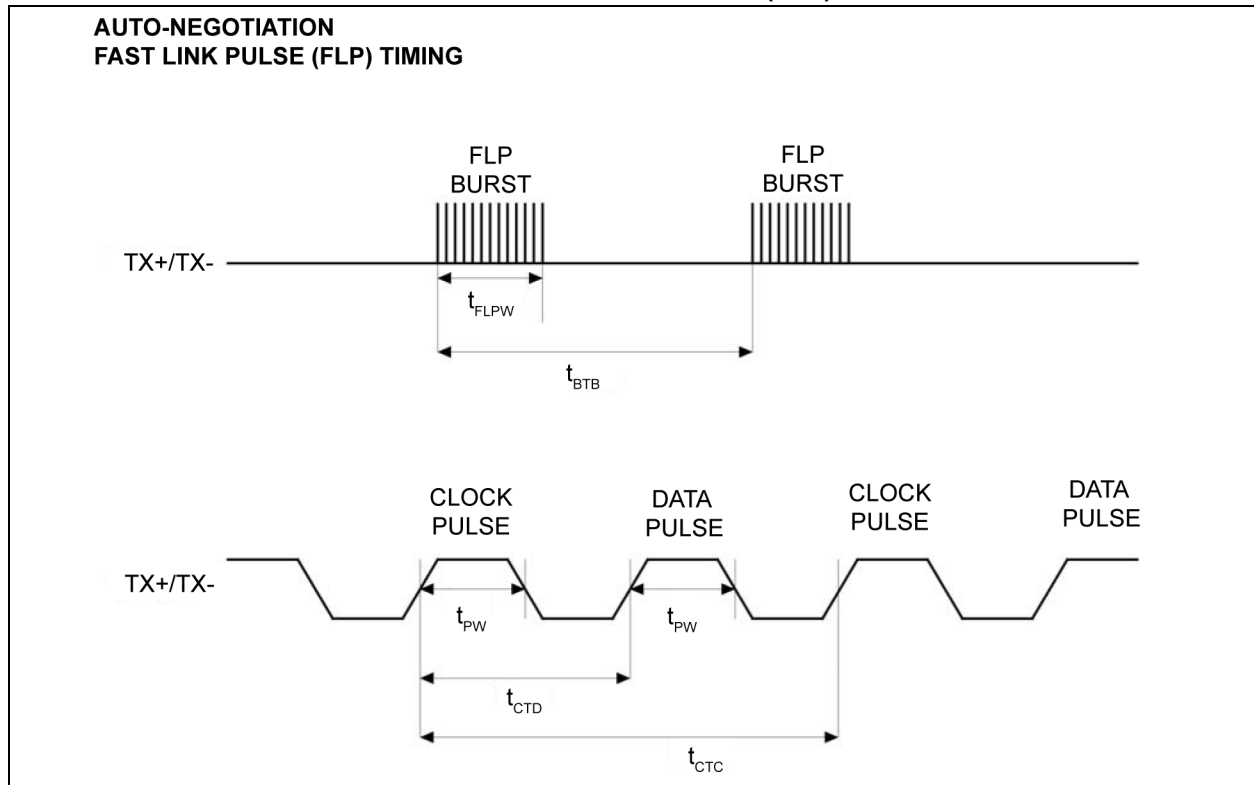 AUTO-NEGOTIATION
FAST LINK PULSE (FLP) TIMING
FLP
BURST
FLP
BURST
TX+/TX-
tFLPW
tBTB
CLOCK
PULSE
DATA
PULSE
CLOCK
PULSE
DATA
PULSE
TX+/TX-
tPW
tPW
tCTD
tCTC